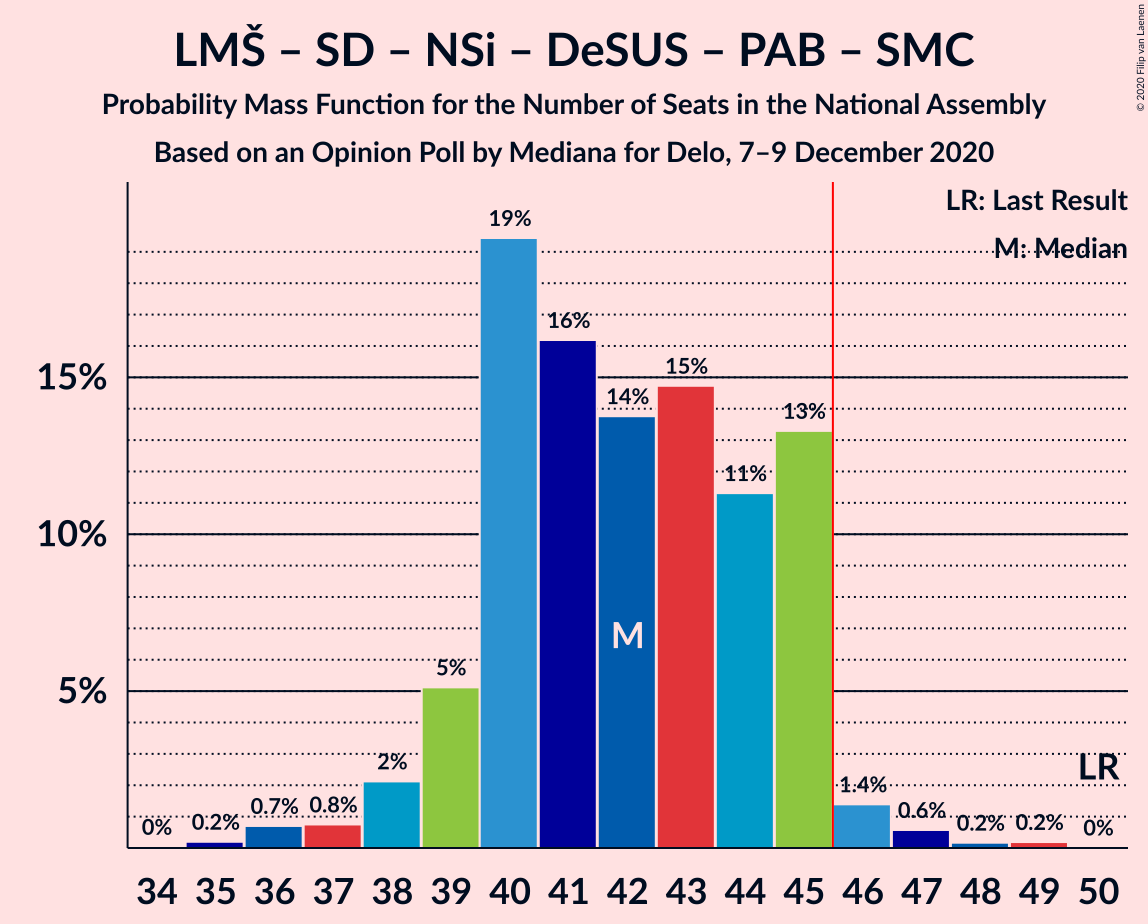 LMŠ – SD – NSi – DeSUS – PAB – SMC
Probability Mass Function for the Number of Seats in the National Assembly
Based on an Opinion Poll by Mediana for Delo, 7–9 December 2020
© 2020 Filip van Laenen
LR: Last Result
M: Median
15%
10%
5%
0%
0.2%
0.7%
0.8%
2%
5%
19%
16%
14%
15%
11%
13%
1.4%
0.6%
0.2%
0.2%
0%
M
LR
34 35 36 37 38 39 40 41 42 43 44 45 46 47 48 49 50